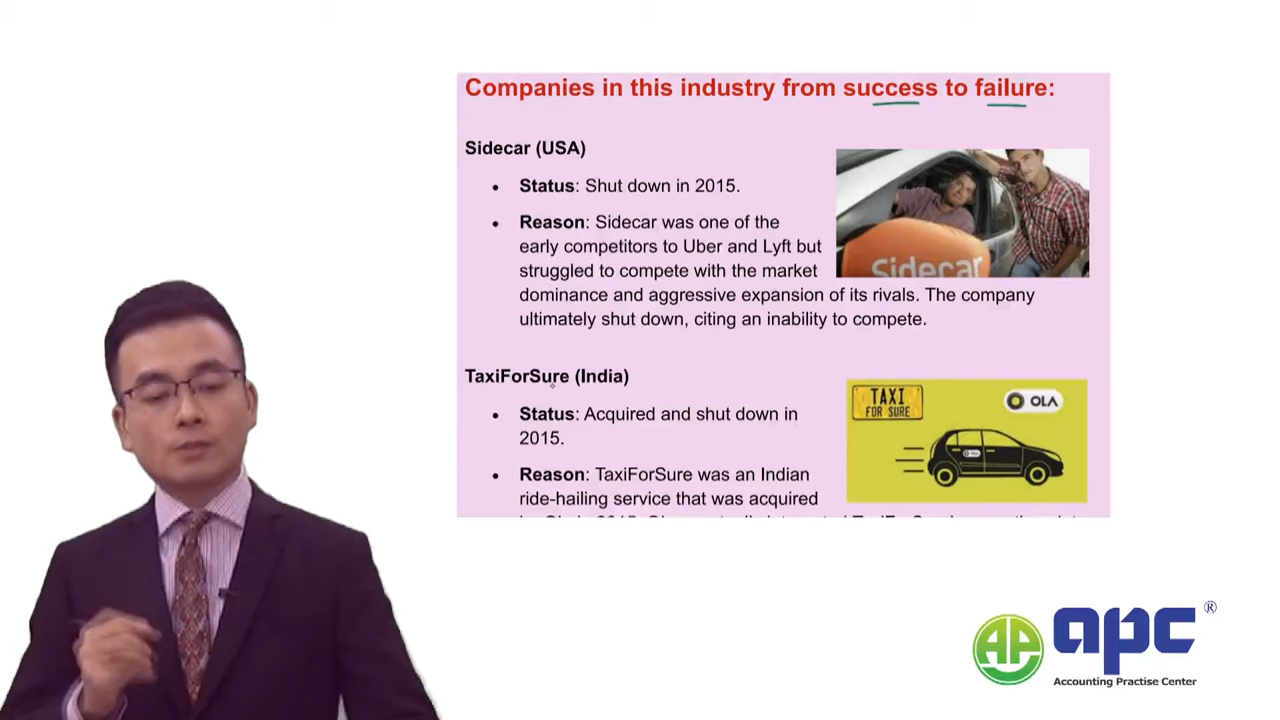 Companies in this industry from success to failure:
Sidecar (USA)
• Status: Shut down in 2015.
• Reason: Sidecar was one of the
early competitors to Uber and Lyft but
struggled to compete with the market
dominance and aggressive expansion of its rivals. The company
ultimately shut down, citing an inability to compete.
Sidecar
TaxiForSure (India)
• Status: Acquired and shut down in
2015.
• Reason: TaxiForSure was an Indian
ride-hailing service that was acquired
TAXI
FOR SURE
OLA
OLA
AP
apc®
Accounting Practise Center